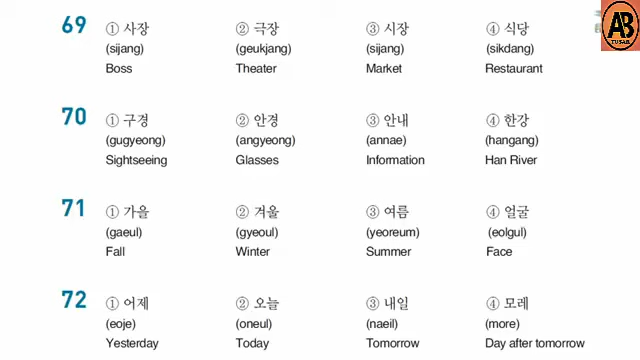 69 ① 사장 ② 극장 ③ 시장 ④ 식당
(sijang) (geukjang) (sijang) (sikdang)
Boss Theater Market Restaurant
70 ① 구경 ② 안경 ③ 안내 ④ 한강
(gugyeong) (angyeong) (annae) (hangang)
Sightseeing Glasses Information Han River
71 ① 가을 ② 겨울 ③ 여름 ④ 얼굴
(gaeul) (gyeoul) (yeoreum) (eolgul)
Fall Winter Summer Face
72 ① 어제 ② 오늘 ③ 내일 ④ 모레
(eoje) (oneul) (naeil) (more)
Yesterday Today Tomorrow Day after tomorrow
AB
TUSAR